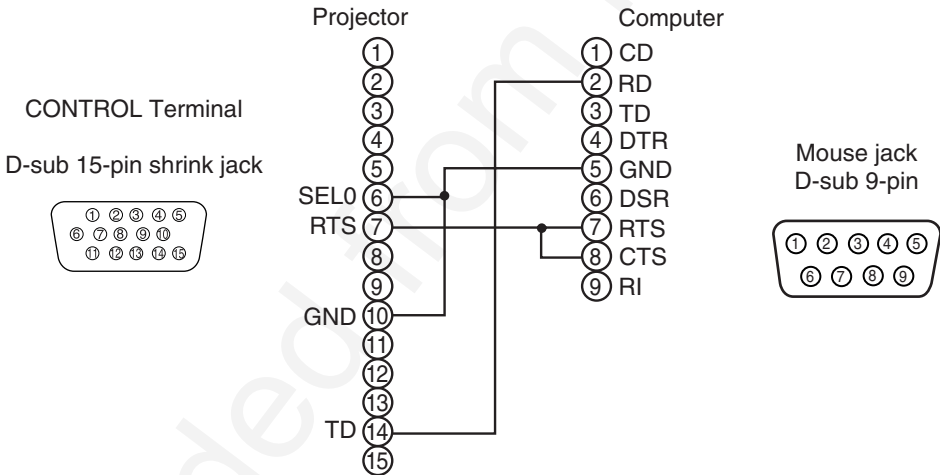 Projector
Computer
CONTROL Terminal
D-sub 15-pin shrink jack
① ② ③ ④ ⑤
⑥ ⑦ ⑧ ⑨ ⑩
⑪ ⑫ ⑬ ⑭ ⑮
①
②
③
④
⑤
SEL0 ⑥
RTS ⑦
⑧
⑨
GND ⑩
⑪
⑫
⑬
TD ⑭
⑮
① CD
② RD
③ TD
④ DTR
⑤ GND
⑥ DSR
⑦ RTS
⑧ CTS
⑨ RI
Mouse jack
D-sub 9-pin
① ② ③ ④ ⑤
⑥ ⑦ ⑧ ⑨
ded from